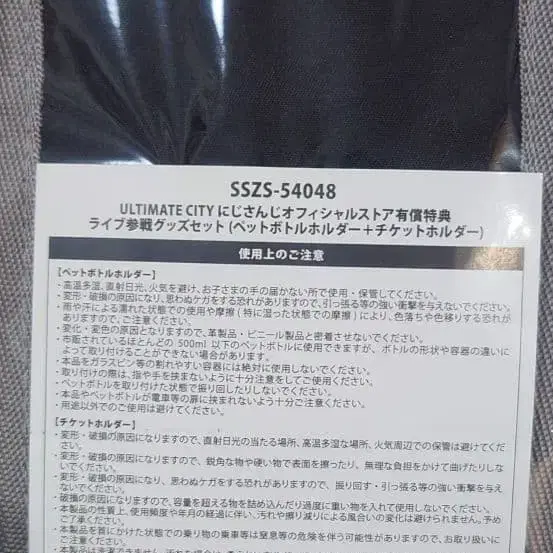 SSZS-54048
ULTIMATE CITY にじさんじオフィシャルストア有償特典
ライブ参戦グッズセット(ペットボトルホルダー+チケットホルダー)
使用上のご注意
【ペットボトルホルダー】
・高温多湿、直射日光、火気を避け、お子さまの手の届かない所で使用・保管してください。
・変形・破損の原因になり、思わぬケガをする恐れがありますので、引っ張る等の強い衝撃を与えないでください。
・雨や汗による濡れた状態での使用や摩擦(特に湿った状態での摩擦)により、色落ちや色移りする恐れが
ありますので、ご注意ください。
・変化・変色の原因となりますので、革製品・ビニール製品と密着させないでください。
・市販されているほとんどの 500ml 以下のペットボトルに使用できますが、ボトルの形状や容器の違いに
よって取り付けることができない場合があります。
・本品をガラスビン等の割れやすい容器には絶対に使用しないでください。
・取り付けの際は、指や手を挟まないように十分注意をしてご使用ください。
・ペットボトルを取り付けた状態で振り回したりしないでください。
・本品やペットボトルが電車等の扉に挟まれないよう十分ご注意ください。
・用途以外でのご使用は避けてください。
【チケットホルダー】
・変形・破損の原因になりますので、直射日光の当たる場所、高温多湿な場所、火気周辺での保管は避けてくだ
さい。
・変形・破損の原因になりますので、鋭角な物や硬い物で表面を擦ったり、無理な負担をかけて曲げたりしな
いでください。
・変形・破損の原因になり、思わぬケガをする恐れがありますので、振り回す・引っ張る等の強い衝撃を与え
ないでください。
・破損の原因になりますので、容量を超える物を詰め込んだり過度に重い物を入れて使用しないでください。
・本製品の性質上、使用頻度や年月の経過に伴い、汚れや擦り減りによる風合いの変化は避けられません。予め
ご了承ください。
・本製品を首にかけた状態での乗り物の乗車等は窒息等の危険を伴う可能性がありますので、お取り扱いに
ご注意ください。